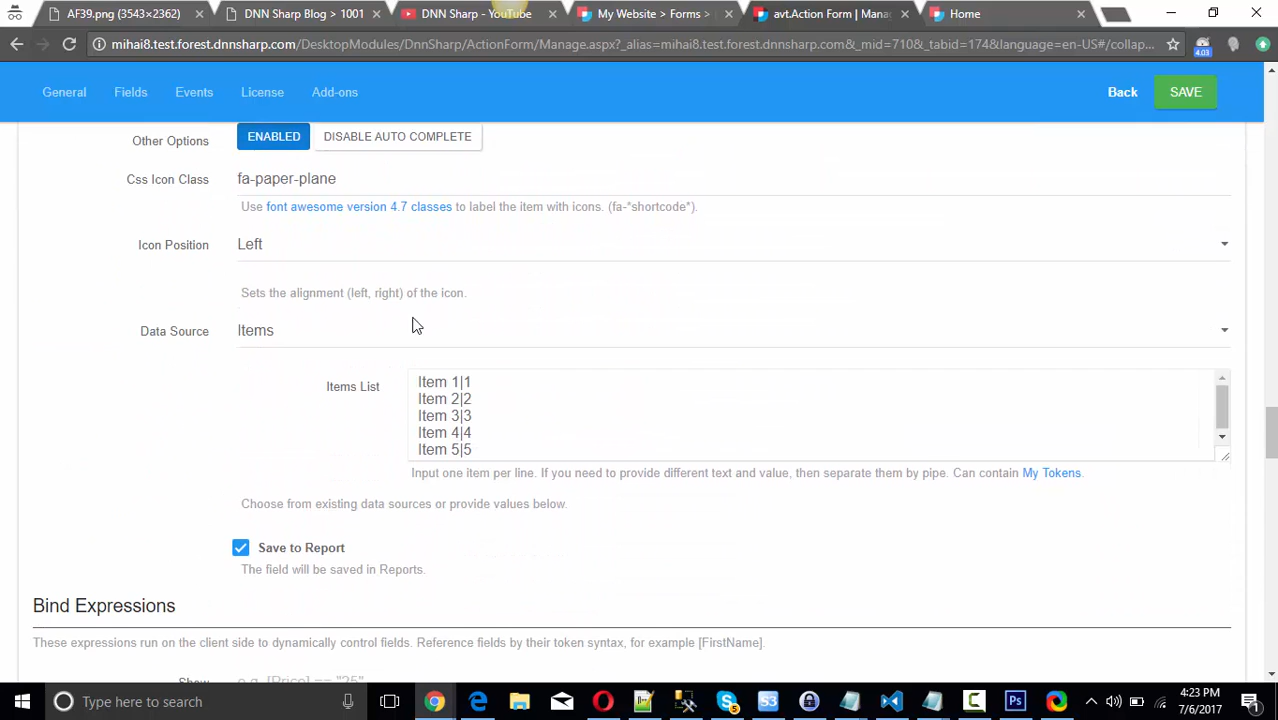 AF39.png (3543×2362)
DNN Sharp Blog > 1001
DNN Sharp - YouTube
My Website > Forms >
avt.Action Form | Mana
Home
mihai8.test.forest.dnnsharp.com/DesktopModules/DnnSharp/ActionForm/Manage.aspx?_alias=mihai8.test.forest.dnnsharp.com&_mid=710&_tabid=174&language=en-US#/collap...
4.03
General
Fields
Events
License
Add-ons
Back
SAVE
Other Options
ENABLED
DISABLE AUTO COMPLETE
Css Icon Class
fa-paper-plane
Use font awesome version 4.7 classes to label the item with icons. (fa-*shortcode*).
Icon Position
Left
Sets the alignment (left, right) of the icon.
Data Source
Items
Items List
Item 1|1
Item 2|2
Item 3|3
Item 4|4
Item 5|5
Input one item per line. If you need to provide different text and value, then separate them by pipe. Can contain My Tokens.
Choose from existing data sources or provide values below.
Save to Report
The field will be saved in Reports.
Bind Expressions
These expressions run on the client side to dynamically control fields. Reference fields by their token syntax, for example [FirstName].
Show
e.g. [Price] == "25"
Search the web and Windows
4:23 PM
7/6/2017